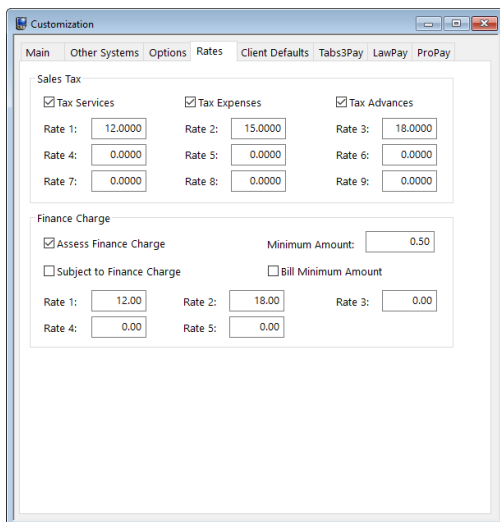 Customization
Main Other Systems Options Rates Client Defaults Tabs3Pay LawPay ProPay
Sales Tax
Tax Services Tax Expenses Tax Advances
Rate 1: 12.0000 Rate 2: 15.0000 Rate 3: 18.0000
Rate 4: 0.0000 Rate 5: 0.0000 Rate 6: 0.0000
Rate 7: 0.0000 Rate 8: 0.0000 Rate 9: 0.0000
Finance Charge
Assess Finance Charge Minimum Amount: 0.50
Subject to Finance Charge Bill Minimum Amount
Rate 1: 12.00 Rate 2: 18.00 Rate 3: 0.00
Rate 4: 0.00 Rate 5: 0.00